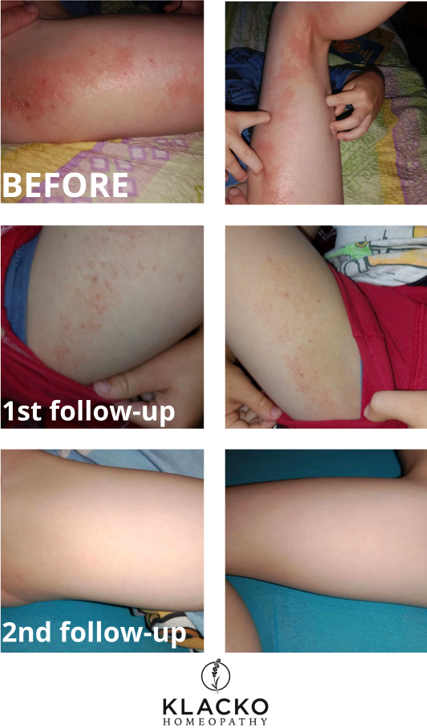 BEFORE
1st follow-up
2nd follow-up
KLACKO
HOMEOPATHY